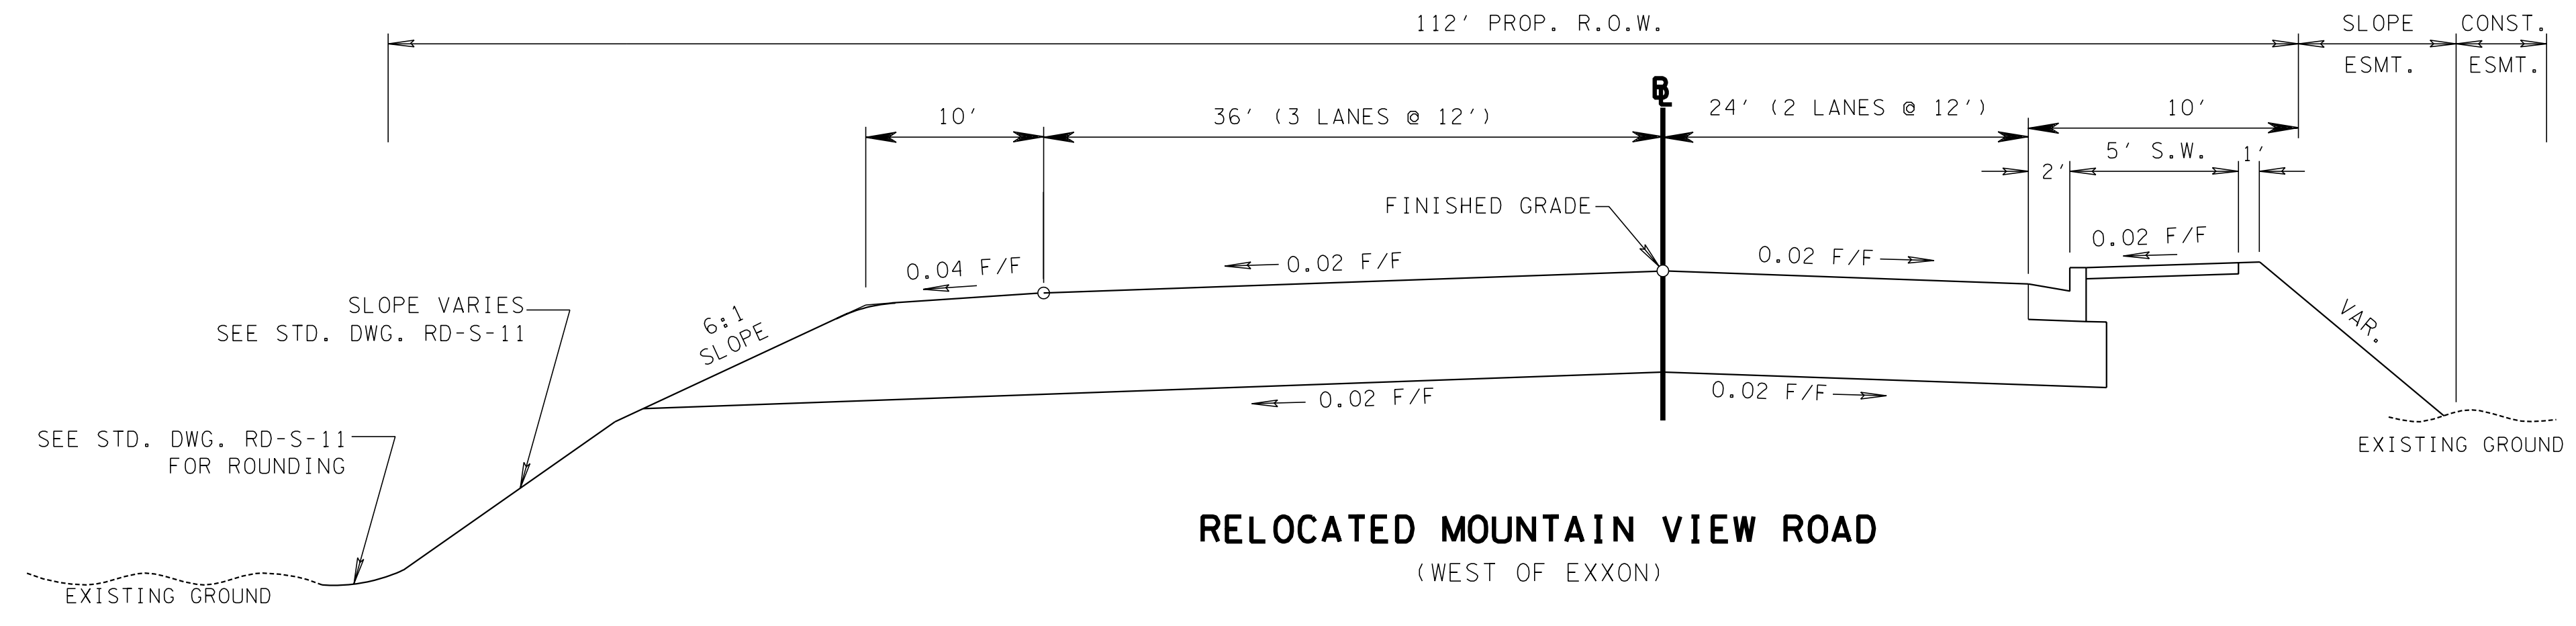 112' PROP. R.O.W.
SLOPE
ESMT.
CONST.
ESMT.
BL
10'
36' (3 LANES @ 12')
24' (2 LANES @ 12')
10'
2'
5' S.W.
1'
FINISHED GRADE
0.04 F/F
0.02 F/F
0.02 F/F
0.02 F/F
SLOPE VARIES
SEE STD. DWG. RD-S-11
6:1
SLOPE
VAR.
0.02 F/F
0.02 F/F
SEE STD. DWG. RD-S-11
FOR ROUNDING
EXISTING GROUND
EXISTING GROUND
RELOCATED MOUNTAIN VIEW ROAD
(WEST OF EXXON)